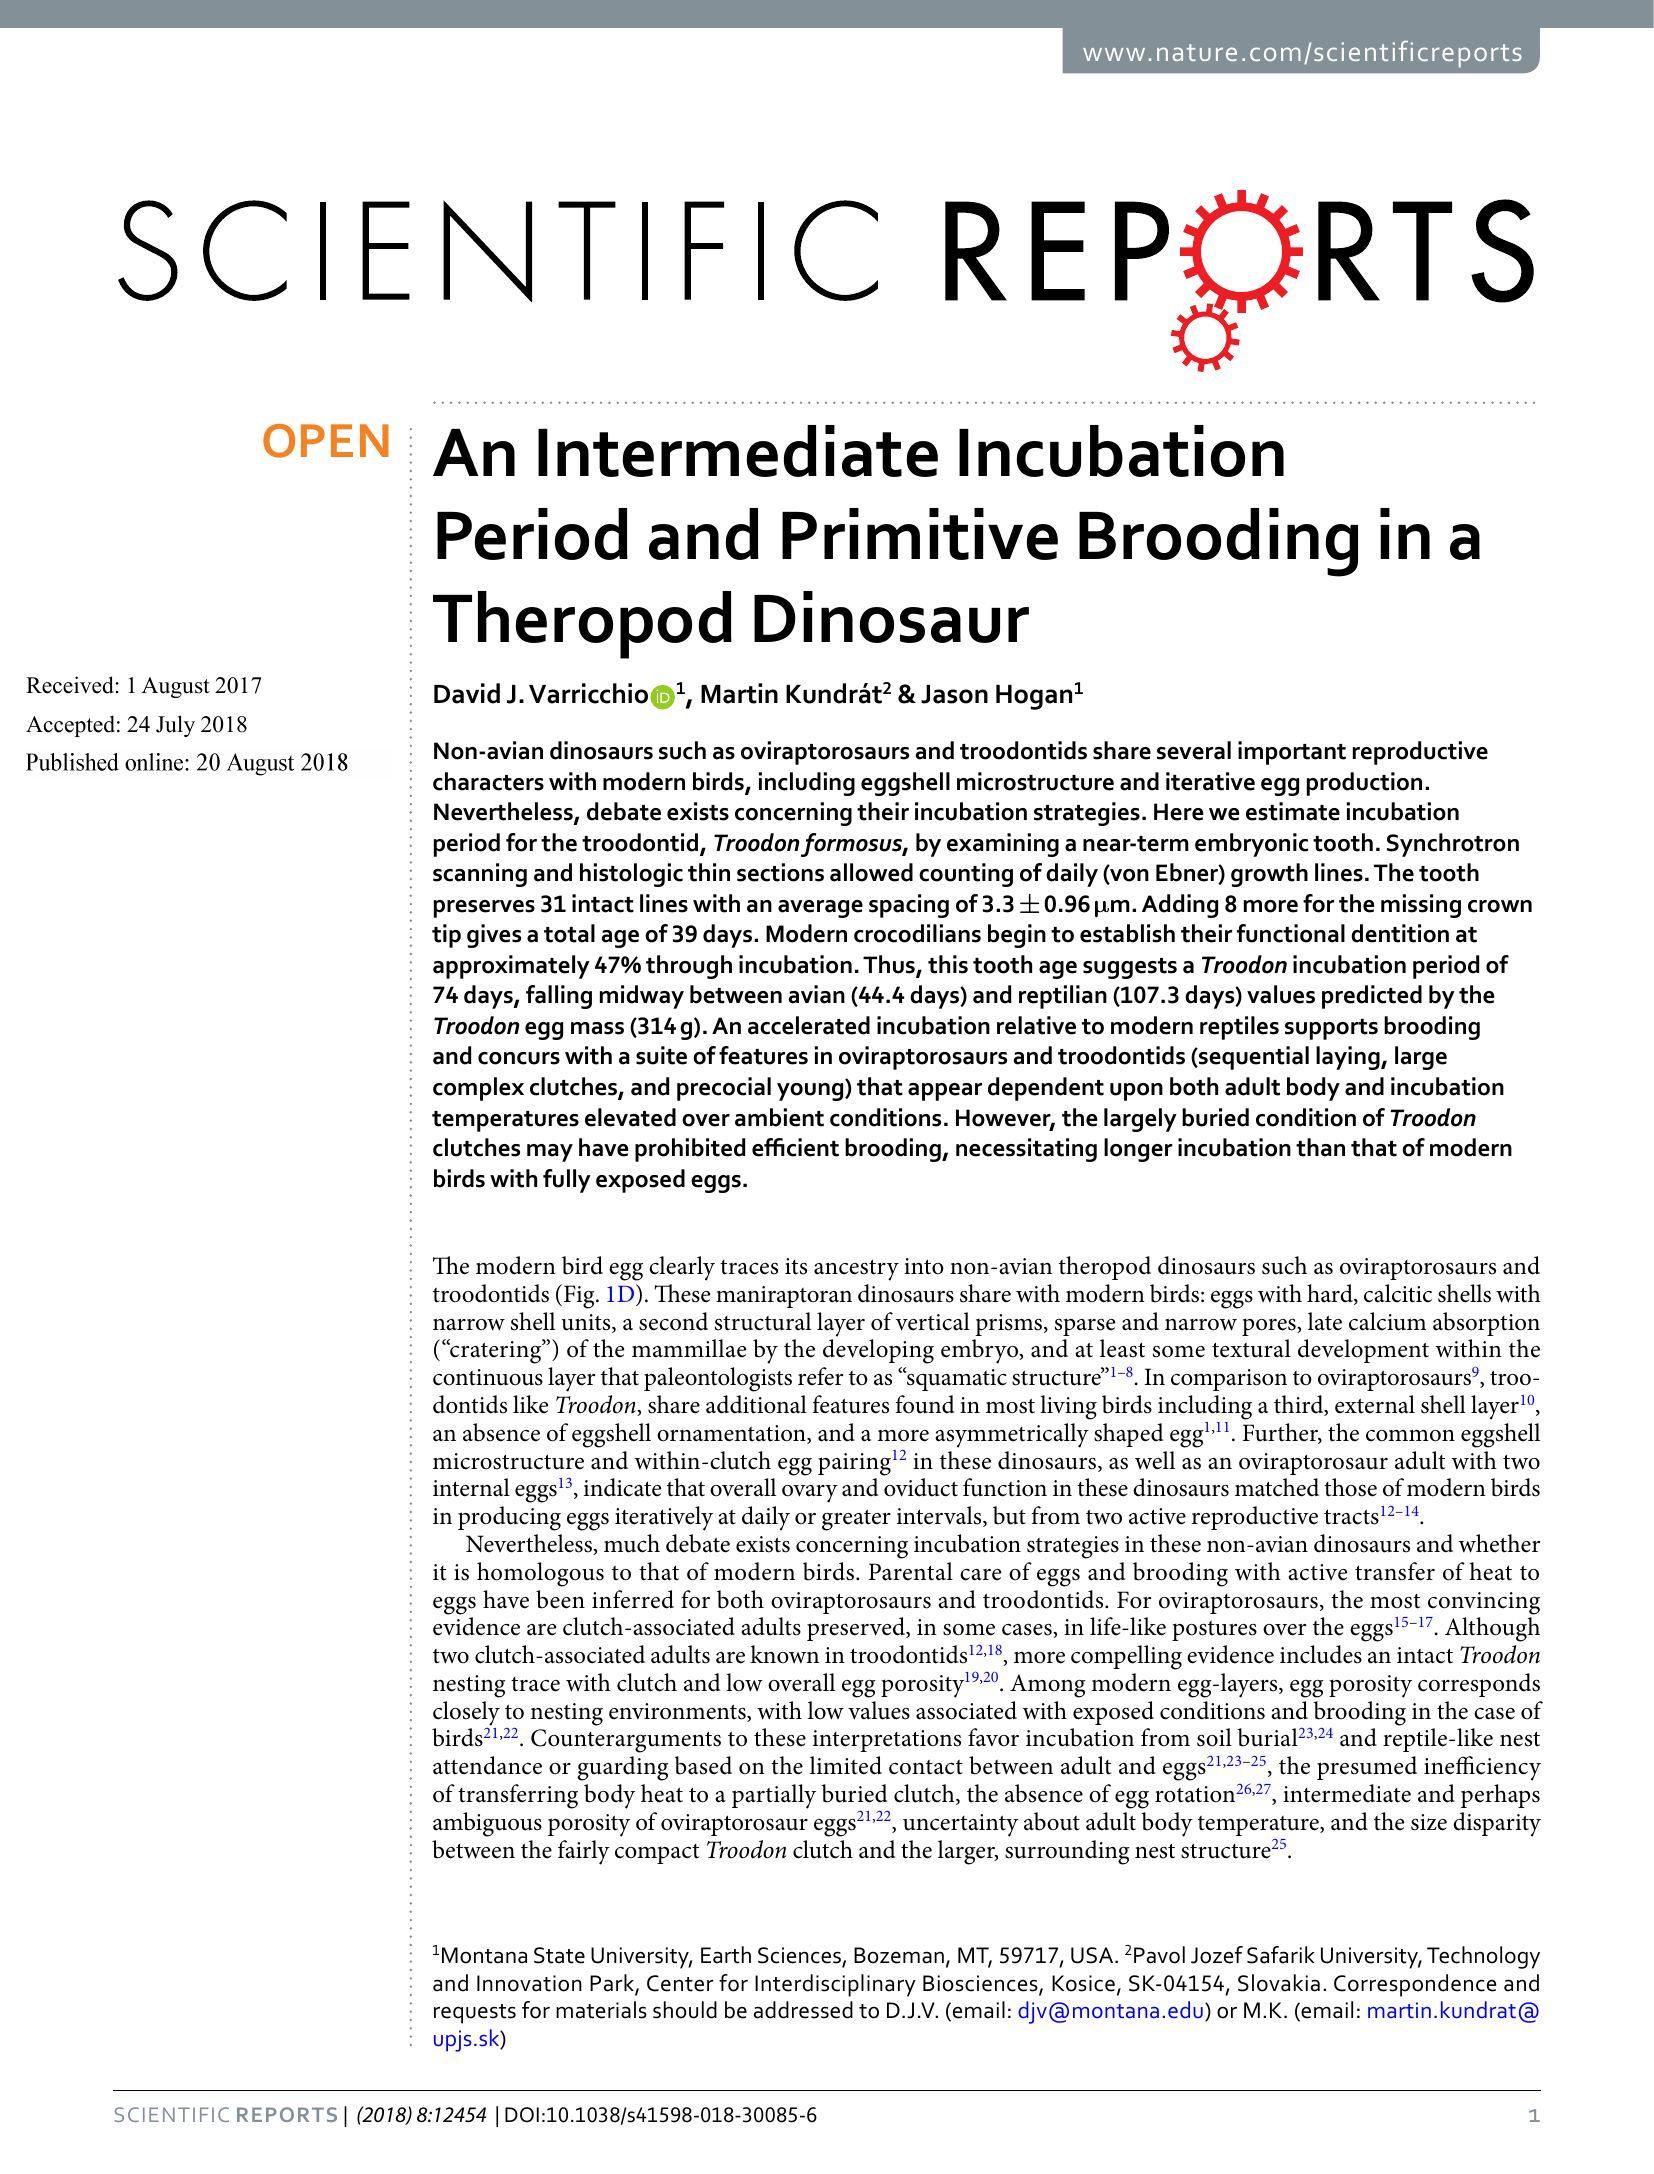 www.nature.com/scientificreports
SCIENTIFIC REPORTS
OPEN
An Intermediate Incubation
Period and Primitive Brooding in a
Theropod Dinosaur
Received: 1 August 2017
Accepted: 24 July 2018
Published online: 20 August 2018
David J. Varricchio iD 1, Martin Kundrát2 & Jason Hogan1
Non-avian dinosaurs such as oviraptorosaurs and troodontids share several important reproductive
characters with modern birds, including eggshell microstructure and iterative egg production.
Nevertheless, debate exists concerning their incubation strategies. Here we estimate incubation
period for the troodontid, Troodon formosus, by examining a near-term embryonic tooth. Synchrotron
scanning and histologic thin sections allowed counting of daily (von Ebner) growth lines. The tooth
preserves 31 intact lines with an average spacing of 3.3 ± 0.96 μm. Adding 8 more for the missing crown
tip gives a total age of 39 days. Modern crocodilians begin to establish their functional dentition at
approximately 47% through incubation. Thus, this tooth age suggests a Troodon incubation period of
74 days, falling midway between avian (44.4 days) and reptilian (107.3 days) values predicted by the
Troodon egg mass (314 g). An accelerated incubation relative to modern reptiles supports brooding
and concurs with a suite of features in oviraptorosaurs and troodontids (sequential laying, large
complex clutches, and precocial young) that appear dependent upon both adult body and incubation
temperatures elevated over ambient conditions. However, the largely buried condition of Troodon
clutches may have prohibited efficient brooding, necessitating longer incubation than that of modern
birds with fully exposed eggs.
The modern bird egg clearly traces its ancestry into non-avian theropod dinosaurs such as oviraptorosaurs and
troodontids (Fig. 1D). These maniraptoran dinosaurs share with modern birds: eggs with hard, calcitic shells with
narrow shell units, a second structural layer of vertical prisms, sparse and narrow pores, late calcium absorption
(“cratering”) of the mammillae by the developing embryo, and at least some textural development within the
continuous layer that paleontologists refer to as “squamatic structure”1–8. In comparison to oviraptorosaurs9, troo-
dontids like Troodon, share additional features found in most living birds including a third, external shell layer10,
an absence of eggshell ornamentation, and a more asymmetrically shaped egg1,11. Further, the common eggshell
microstructure and within-clutch egg pairing12 in these dinosaurs, as well as an oviraptorosaur adult with two
internal eggs13, indicate that overall ovary and oviduct function in these dinosaurs matched those of modern birds
in producing eggs iteratively at daily or greater intervals, but from two active reproductive tracts12–14.
Nevertheless, much debate exists concerning incubation strategies in these non-avian dinosaurs and whether
it is homologous to that of modern birds. Parental care of eggs and brooding with active transfer of heat to
eggs have been inferred for both oviraptorosaurs and troodontids. For oviraptorosaurs, the most convincing
evidence are clutch-associated adults preserved, in some cases, in life-like postures over the eggs15–17. Although
two clutch-associated adults are known in troodontids12,18, more compelling evidence includes an intact Troodon
nesting trace with clutch and low overall egg porosity19,20. Among modern egg-layers, egg porosity corresponds
closely to nesting environments, with low values associated with exposed conditions and brooding in the case of
birds21,22. Counterarguments to these interpretations favor incubation from soil burial23,24 and reptile-like nest
attendance or guarding based on the limited contact between adult and eggs21,23–25, the presumed inefficiency
of transferring body heat to a partially buried clutch, the absence of egg rotation26,27, intermediate and perhaps
ambiguous porosity of oviraptorosaur eggs21,22, uncertainty about adult body temperature, and the size disparity
between the fairly compact Troodon clutch and the larger, surrounding nest structure25.
1Montana State University, Earth Sciences, Bozeman, MT, 59717, USA. 2Pavol Jozef Safarik University, Technology
and Innovation Park, Center for Interdisciplinary Biosciences, Kosice, SK-04154, Slovakia. Correspondence and
requests for materials should be addressed to D.J.V. (email: djv@montana.edu) or M.K. (email: martin.kundrat@
upjs.sk)
SCIENTIFIC REPORTS | (2018) 8:12454 | DOI:10.1038/s41598-018-30085-6
1